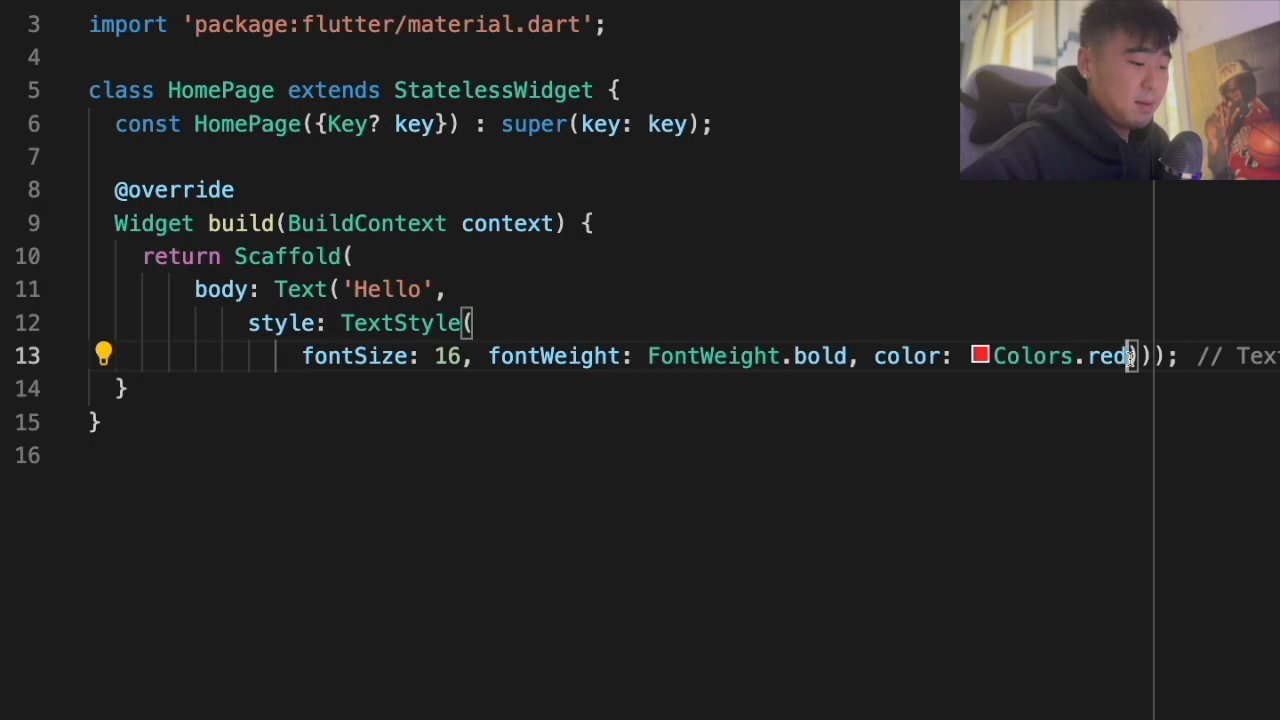 3 import 'package:flutter/material.dart';
4
5 class HomePage extends StatelessWidget {
6 const HomePage({Key? key}) : super(key: key);
7
8 @override
9 Widget build(BuildContext context) {
10 return Scaffold(
11 body: Text('Hello',
12 style: TextStyle(
13 fontSize: 16, fontWeight: FontWeight.bold, color: Colors.red))); // Tex
14 }
15 }
16